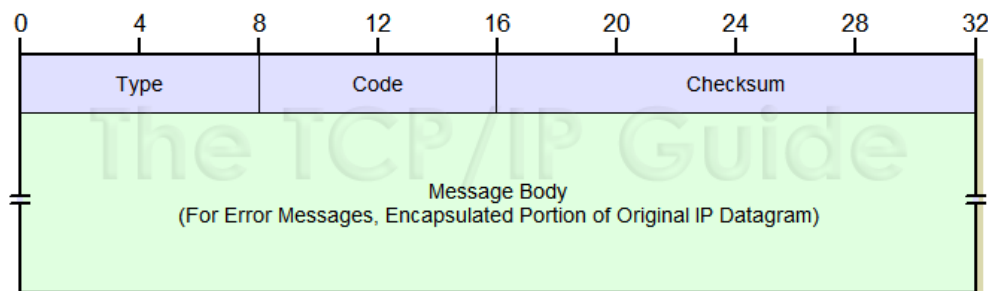 0 4 8 12 16 20 24 28 32
Type Code Checksum
The TCP/IP Guide
Message Body
(For Error Messages, Encapsulated Portion of Original IP Datagram)